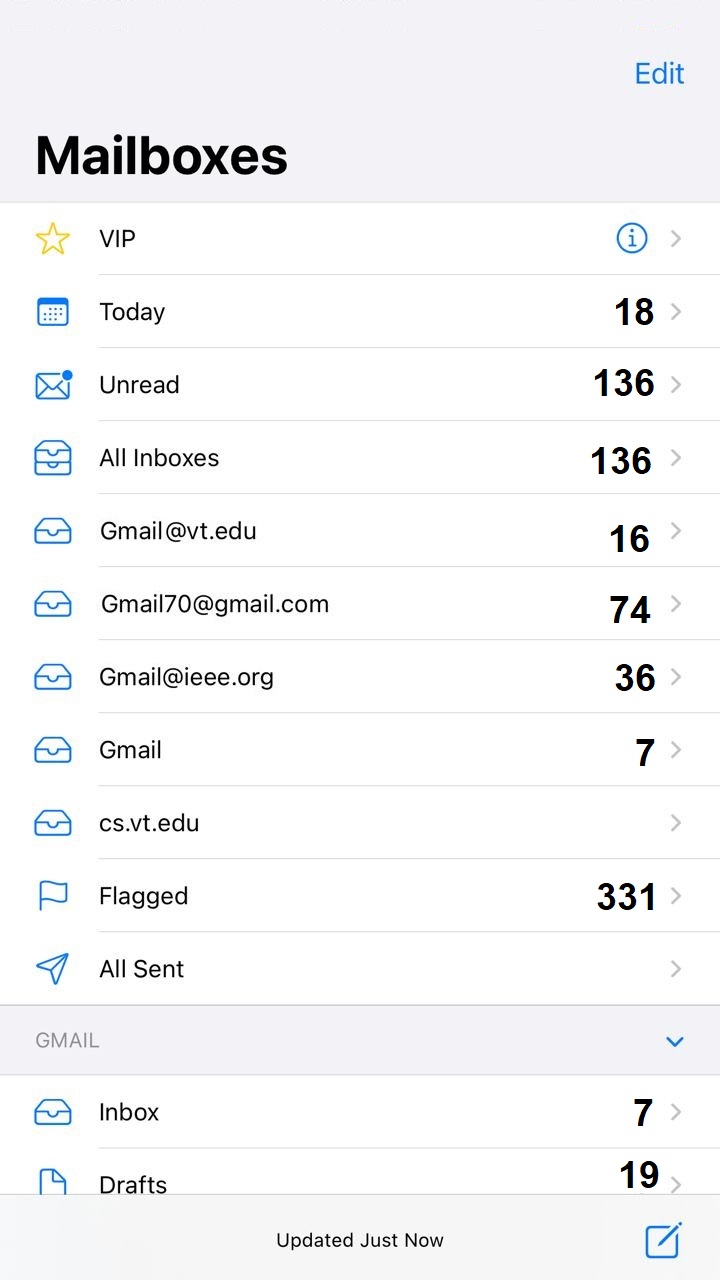 Edit
Mailboxes
VIP
Today 18
Unread 136
All Inboxes 136
Gmail@vt.edu 16
Gmail70@gmail.com 74
Gmail@ieee.org 36
Gmail 7
cs.vt.edu
Flagged 331
All Sent
GMAIL
Inbox 7
Drafts 19
Updated Just Now